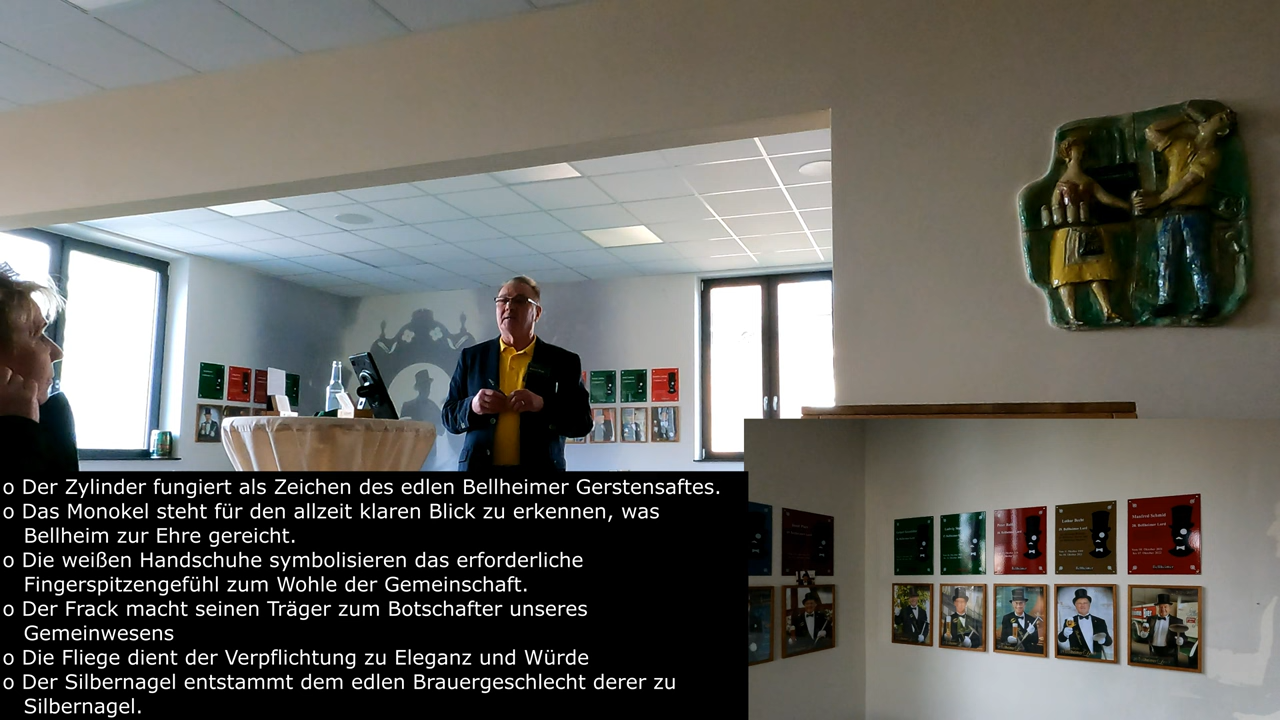 o Der Zylinder fungiert als Zeichen des edlen Bellheimer Gerstensaftes.
o Das Monokel steht für den allzeit klaren Blick zu erkennen, was
Bellheim zur Ehre gereicht.
o Die weißen Handschuhe symbolisieren das erforderliche
Fingerspitzengefühl zum Wohle der Gemeinschaft.
o Der Frack macht seinen Träger zum Botschafter unseres
Gemeinwesens
o Die Fliege dient der Verpflichtung zu Eleganz und Würde
o Der Silbernagel entstammt dem edlen Brauergeschlecht derer zu
Silbernagel.
Manfred Schmid